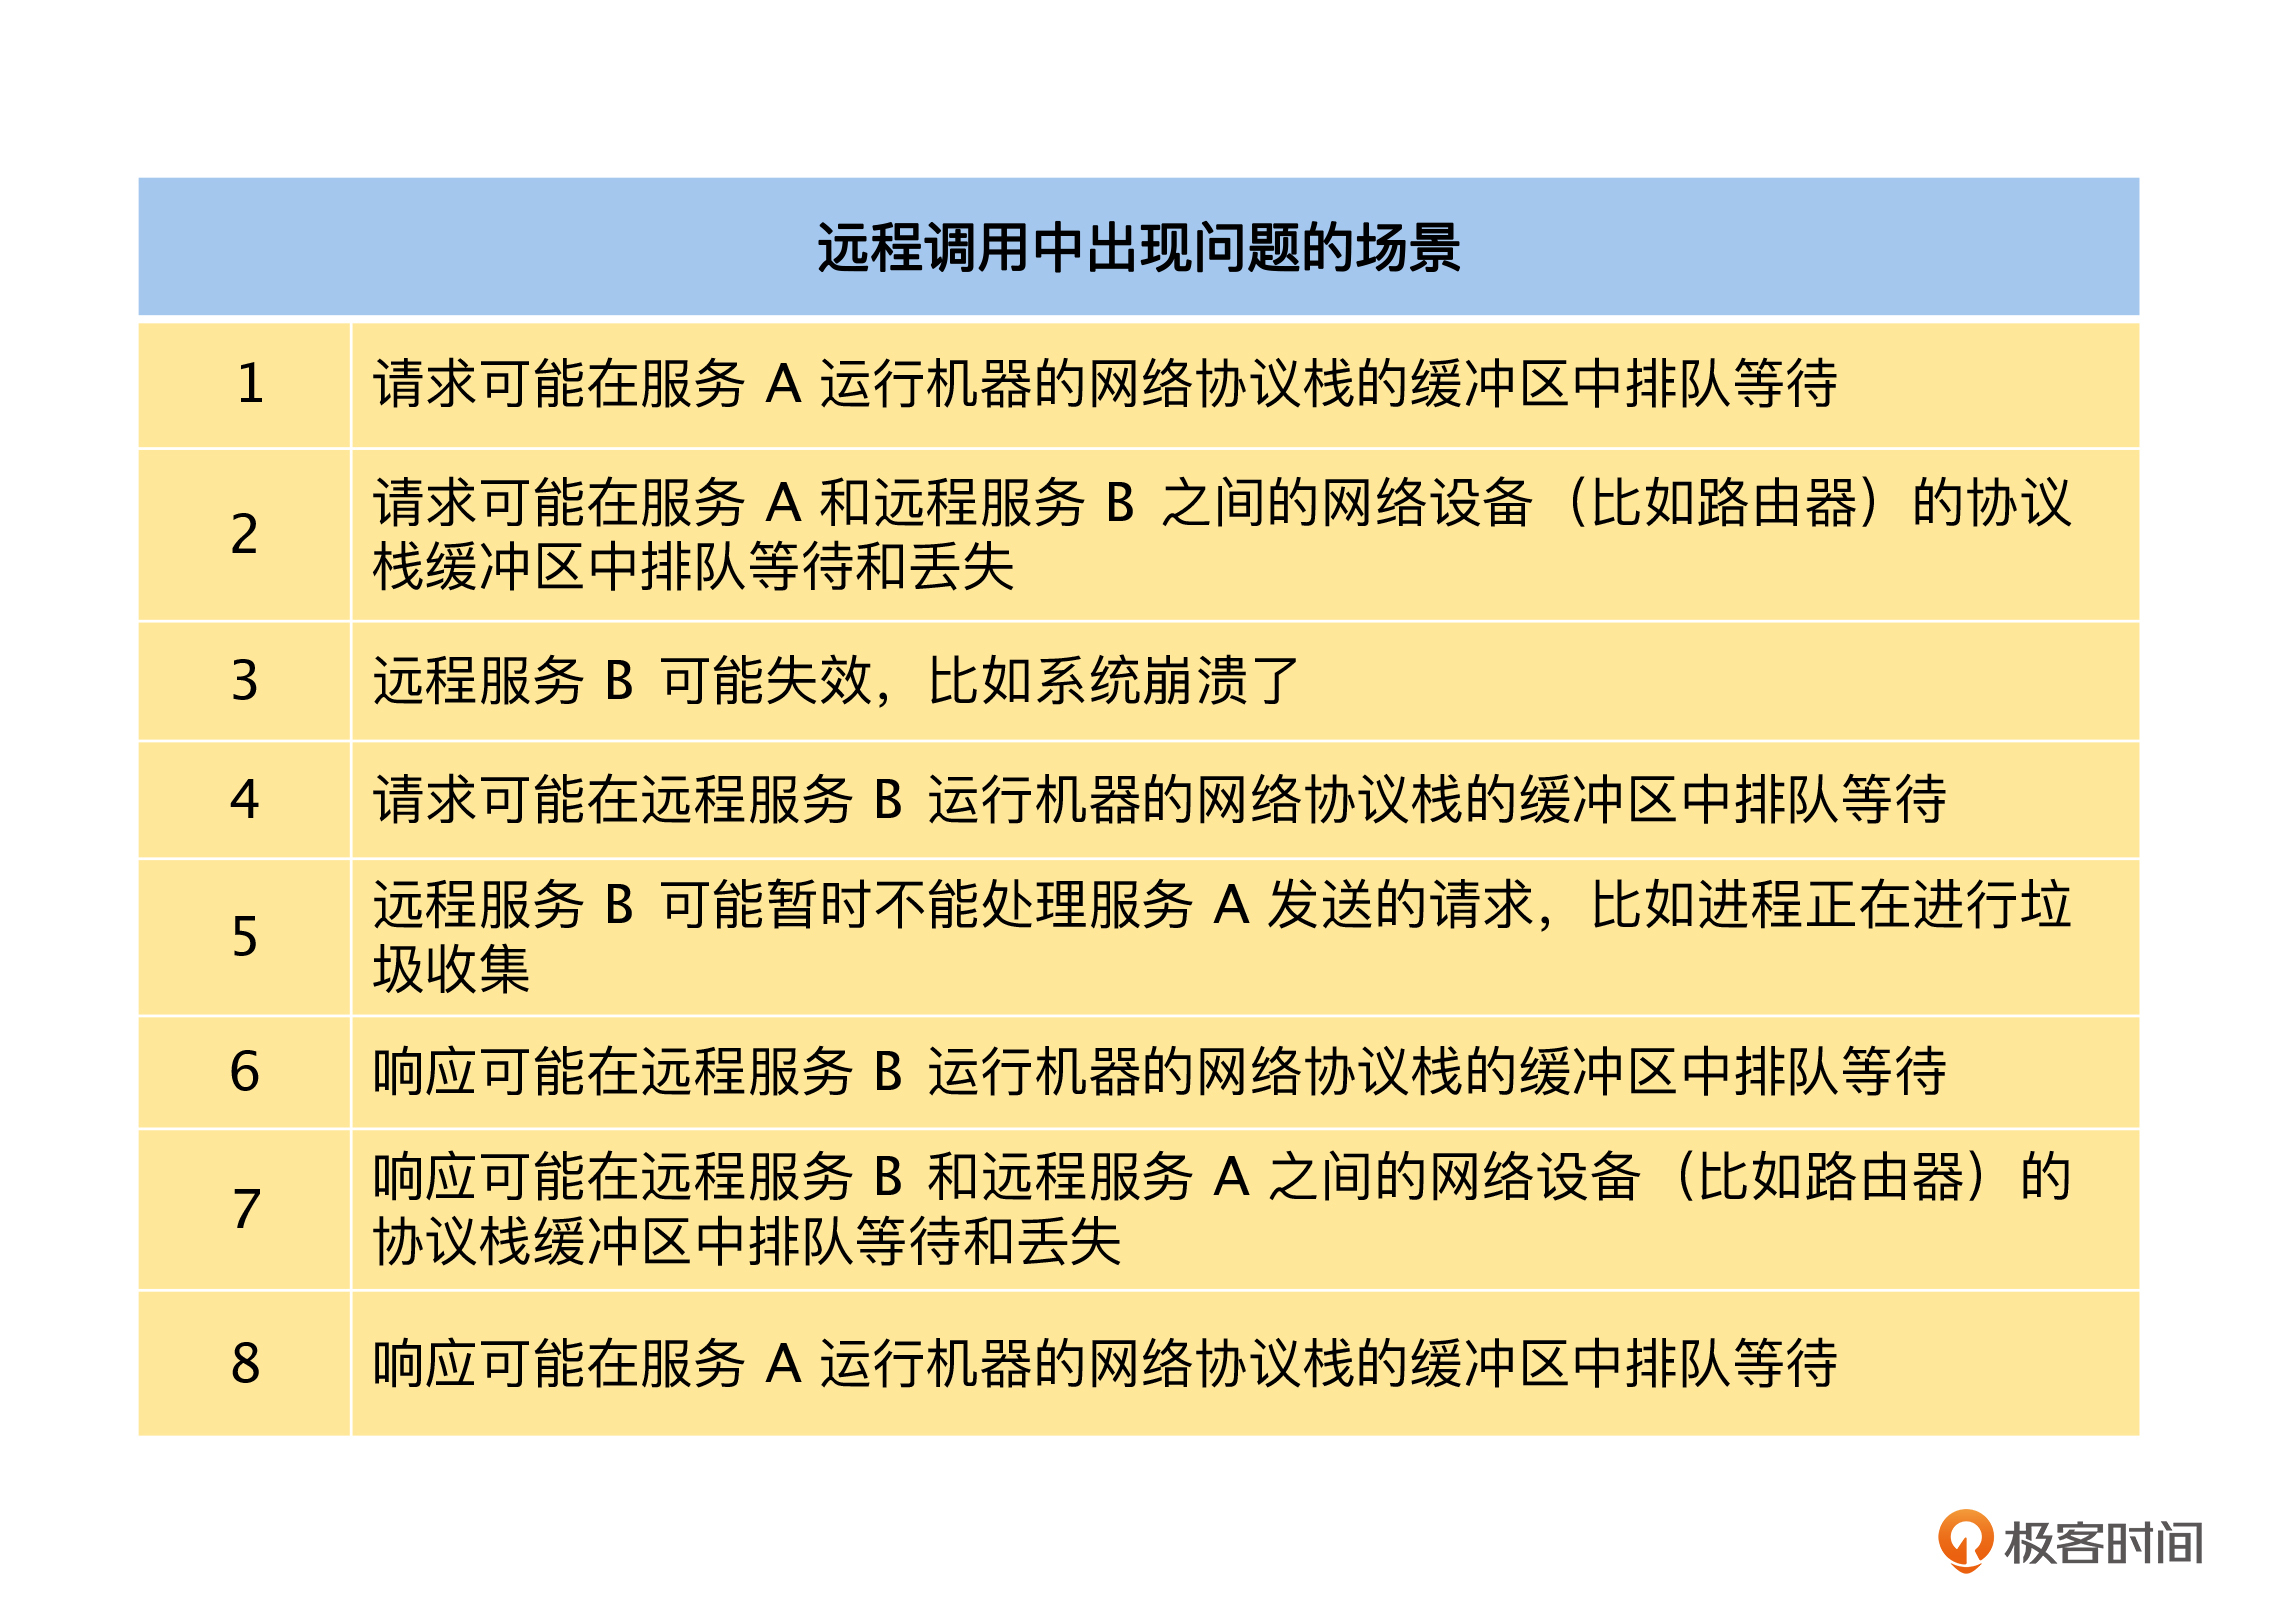 远程调用中出现问题的场景
1 请求可能在服务 A 运行机器的网络协议栈的缓冲区中排队等待
2 请求可能在服务 A 和远程服务 B 之间的网络设备（比如路由器）的协议
栈缓冲区中排队等待和丢失
3 远程服务 B 可能失效，比如系统崩溃了
4 请求可能在远程服务 B 运行机器的网络协议栈的缓冲区中排队等待
5 远程服务 B 可能暂时不能处理服务 A 发送的请求，比如进程正在进行垃
圾收集
6 响应可能在远程服务 B 运行机器的网络协议栈的缓冲区中排队等待
7 响应可能在远程服务 B 和远程服务 A 之间的网络设备（比如路由器）的
协议栈缓冲区中排队等待和丢失
8 响应可能在服务 A 运行机器的网络协议栈的缓冲区中排队等待
极客时间